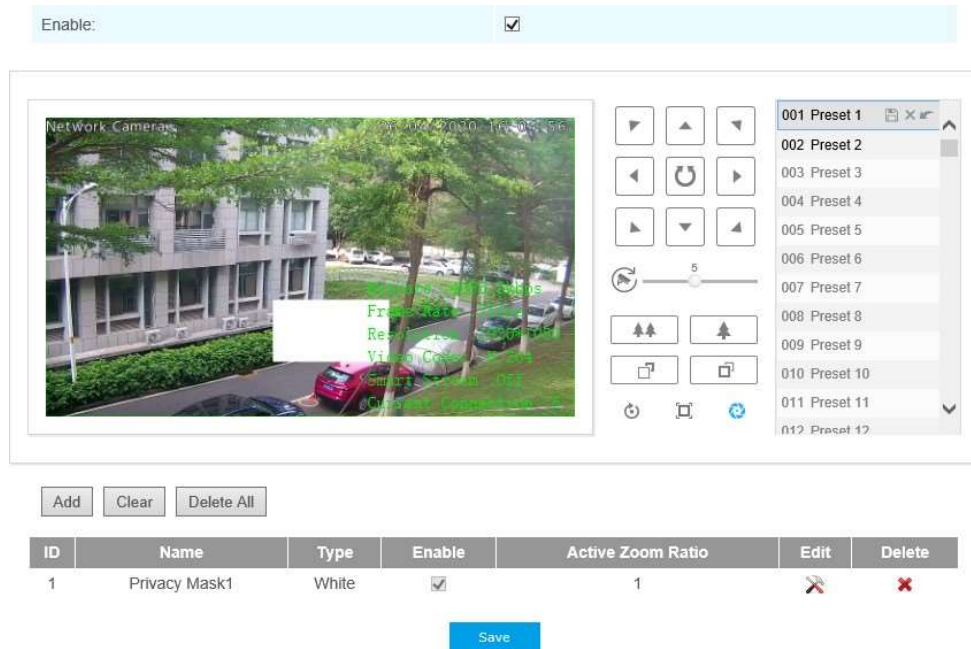 Enable:
Network Camera
5
001 Preset 1
002 Preset 2
003 Preset 3
004 Preset 4
005 Preset 5
006 Preset 6
007 Preset 7
008 Preset 8
009 Preset 9
010 Preset 10
011 Preset 11
012 Preset 12
Add Clear Delete All
ID Name Type Enable Active Zoom Ratio Edit Delete
1 Privacy Mask1 White 1
Save